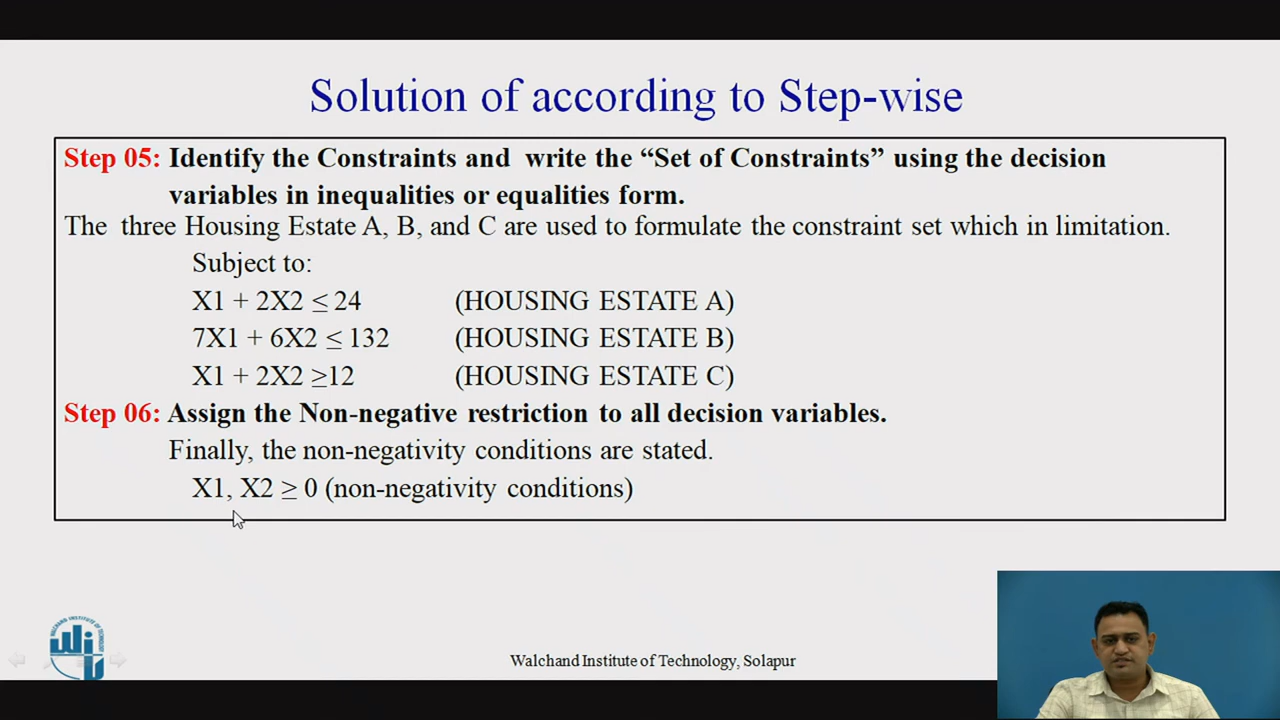 Solution of according to Step-wise
Step 05: Identify the Constraints and write the “Set of Constraints” using the decision
variables in inequalities or equalities form.
The three Housing Estate A, B, and C are used to formulate the constraint set which in limitation.
Subject to:
X1 + 2X2 ≤ 24 (HOUSING ESTATE A)
7X1 + 6X2 ≤ 132 (HOUSING ESTATE B)
X1 + 2X2 ≥12 (HOUSING ESTATE C)
Step 06: Assign the Non-negative restriction to all decision variables.
Finally, the non-negativity conditions are stated.
X1, X2 ≥ 0 (non-negativity conditions)
WALCHAND INSTITUTE OF TECHNOLOGY
Walchand Institute of Technology, Solapur